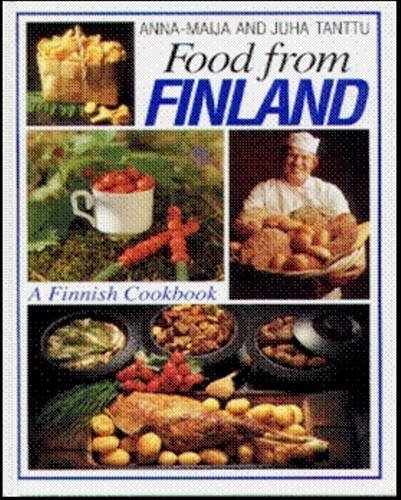 ANNA-MAIJA AND JUHA TANTTU
Food from
FINLAND
A Finnish Cookbook